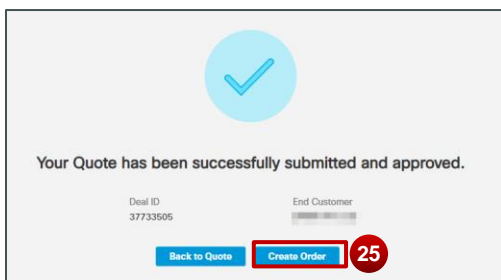 Your Quote has been successfully submitted and approved.
Deal ID End Customer
37733505
Back to Quote Create Order 25